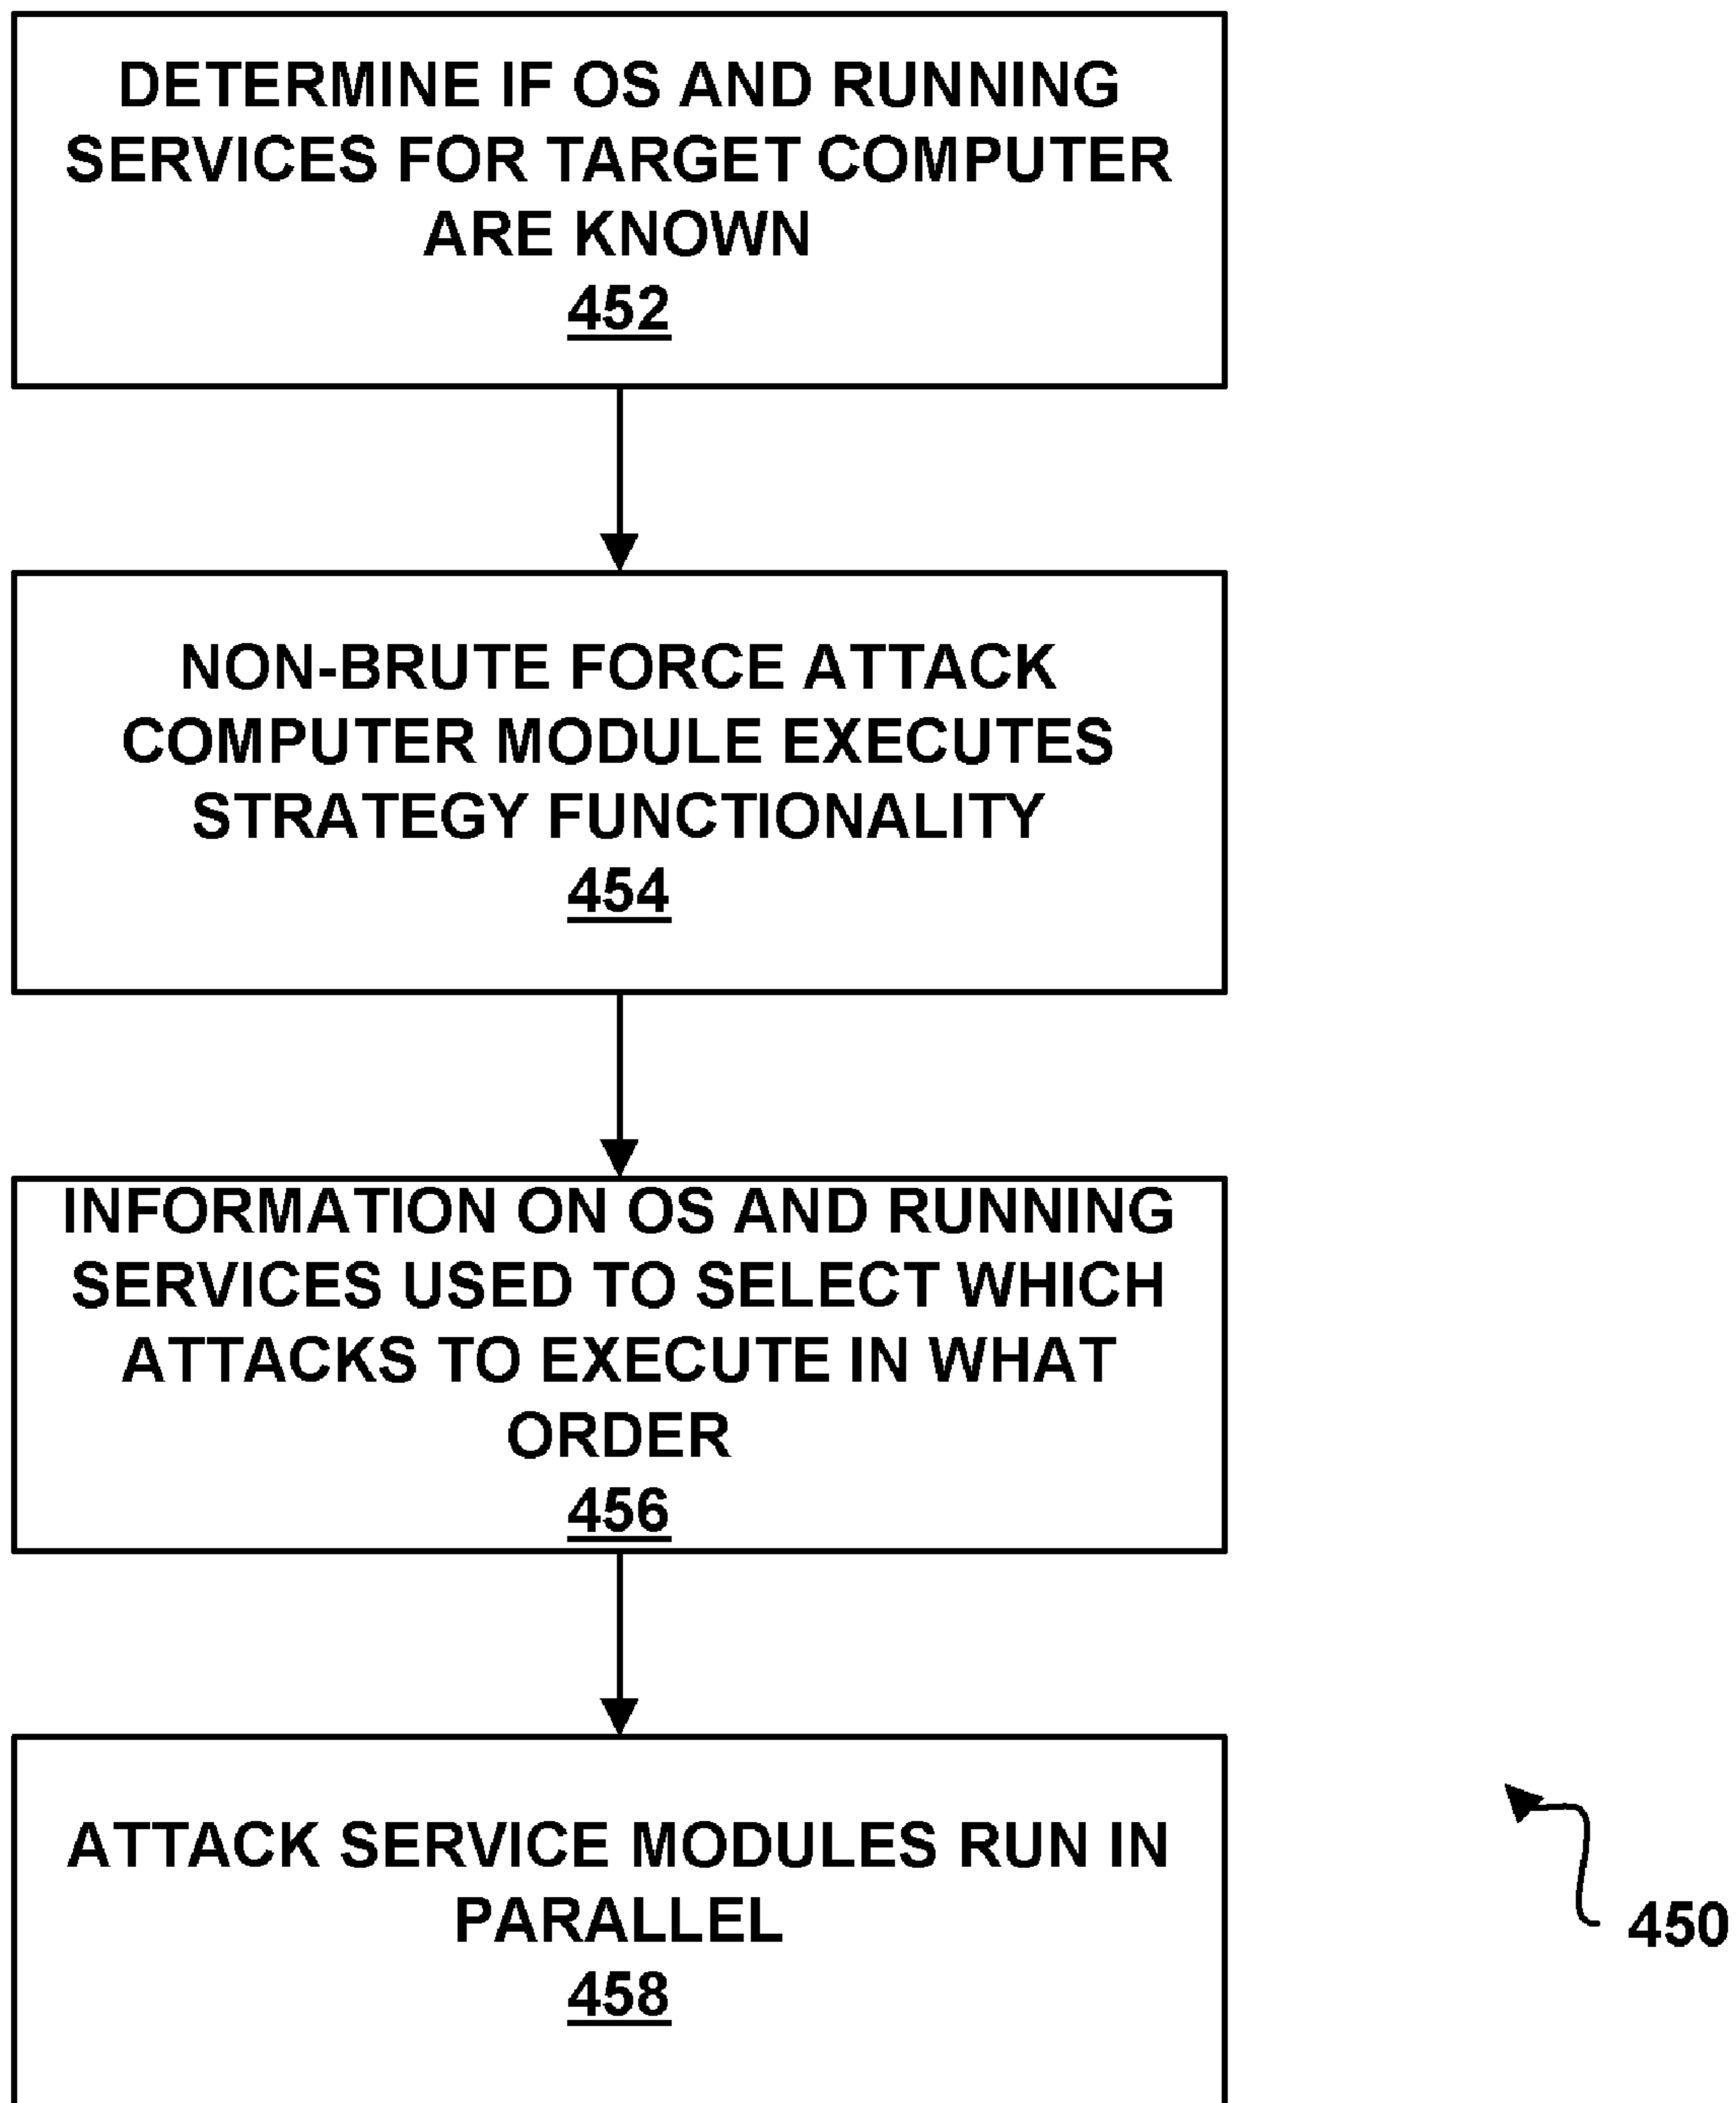 DETERMINE IF OS AND RUNNING
SERVICES FOR TARGET COMPUTER
ARE KNOWN
452
NON-BRUTE FORCE ATTACK
COMPUTER MODULE EXECUTES
STRATEGY FUNCTIONALITY
454
INFORMATION ON OS AND RUNNING
SERVICES USED TO SELECT WHICH
ATTACKS TO EXECUTE IN WHAT
ORDER
456
ATTACK SERVICE MODULES RUN IN
PARALLEL
458
450